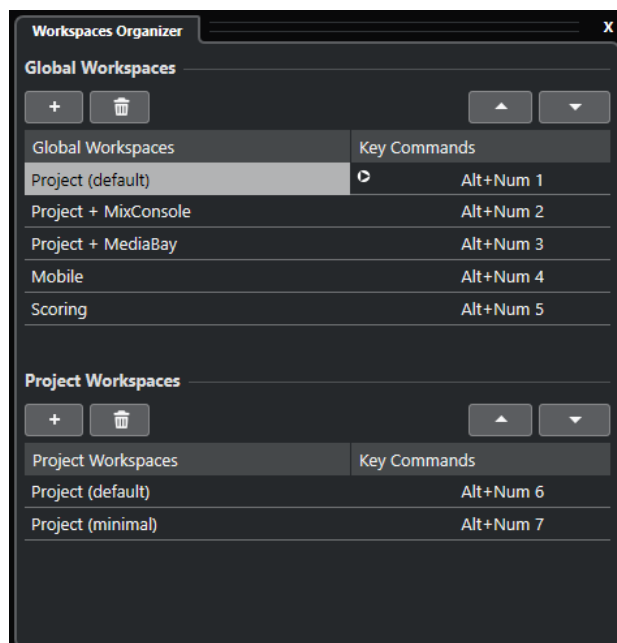 Workspaces Organizer X
Global Workspaces
+
Global Workspaces Key Commands
Project (default) Alt+Num 1
Project + MixConsole Alt+Num 2
Project + MediaBay Alt+Num 3
Mobile Alt+Num 4
Scoring Alt+Num 5
Project Workspaces
+
Project Workspaces Key Commands
Project (default) Alt+Num 6
Project (minimal) Alt+Num 7